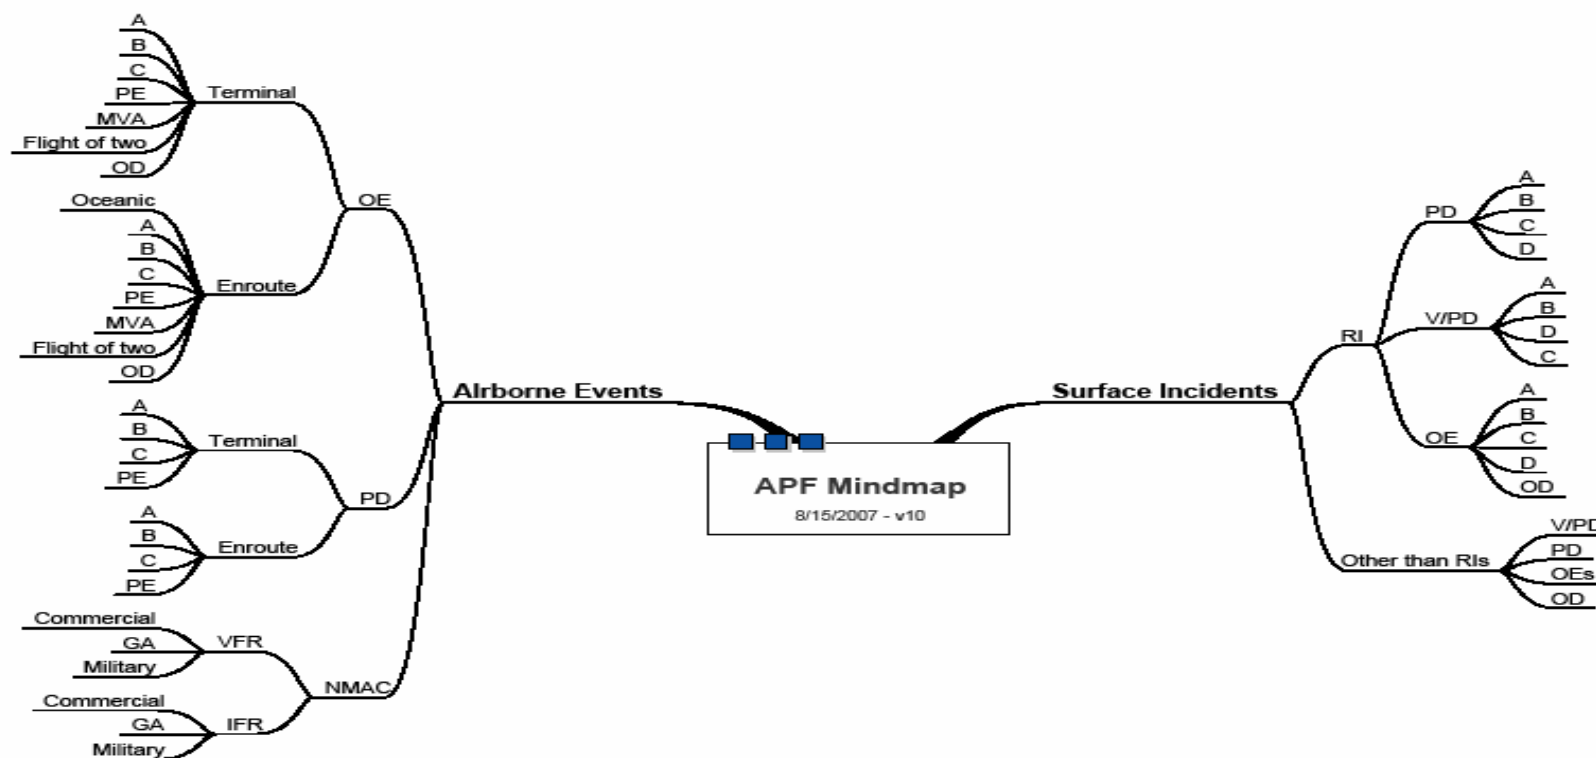 A
B
C
PE
MVA
Flight of two
OD
Terminal
Oceanic
A
B
C
PE
MVA
Flight of two
OD
Enroute
OE
A
B
C
PE
Terminal
A
B
C
PE
Enroute
PD
Commercial
GA
Military
VFR
Commercial
GA
Military
IFR
NMAC
AIrborne Events
APF Mindmap
8/15/2007 - v10
Surface Incidents
RI
PD
A
B
C
D
V/PD
A
B
D
C
OE
A
B
C
D
OD
Other than RIs
V/PD
PD
OEs
OD